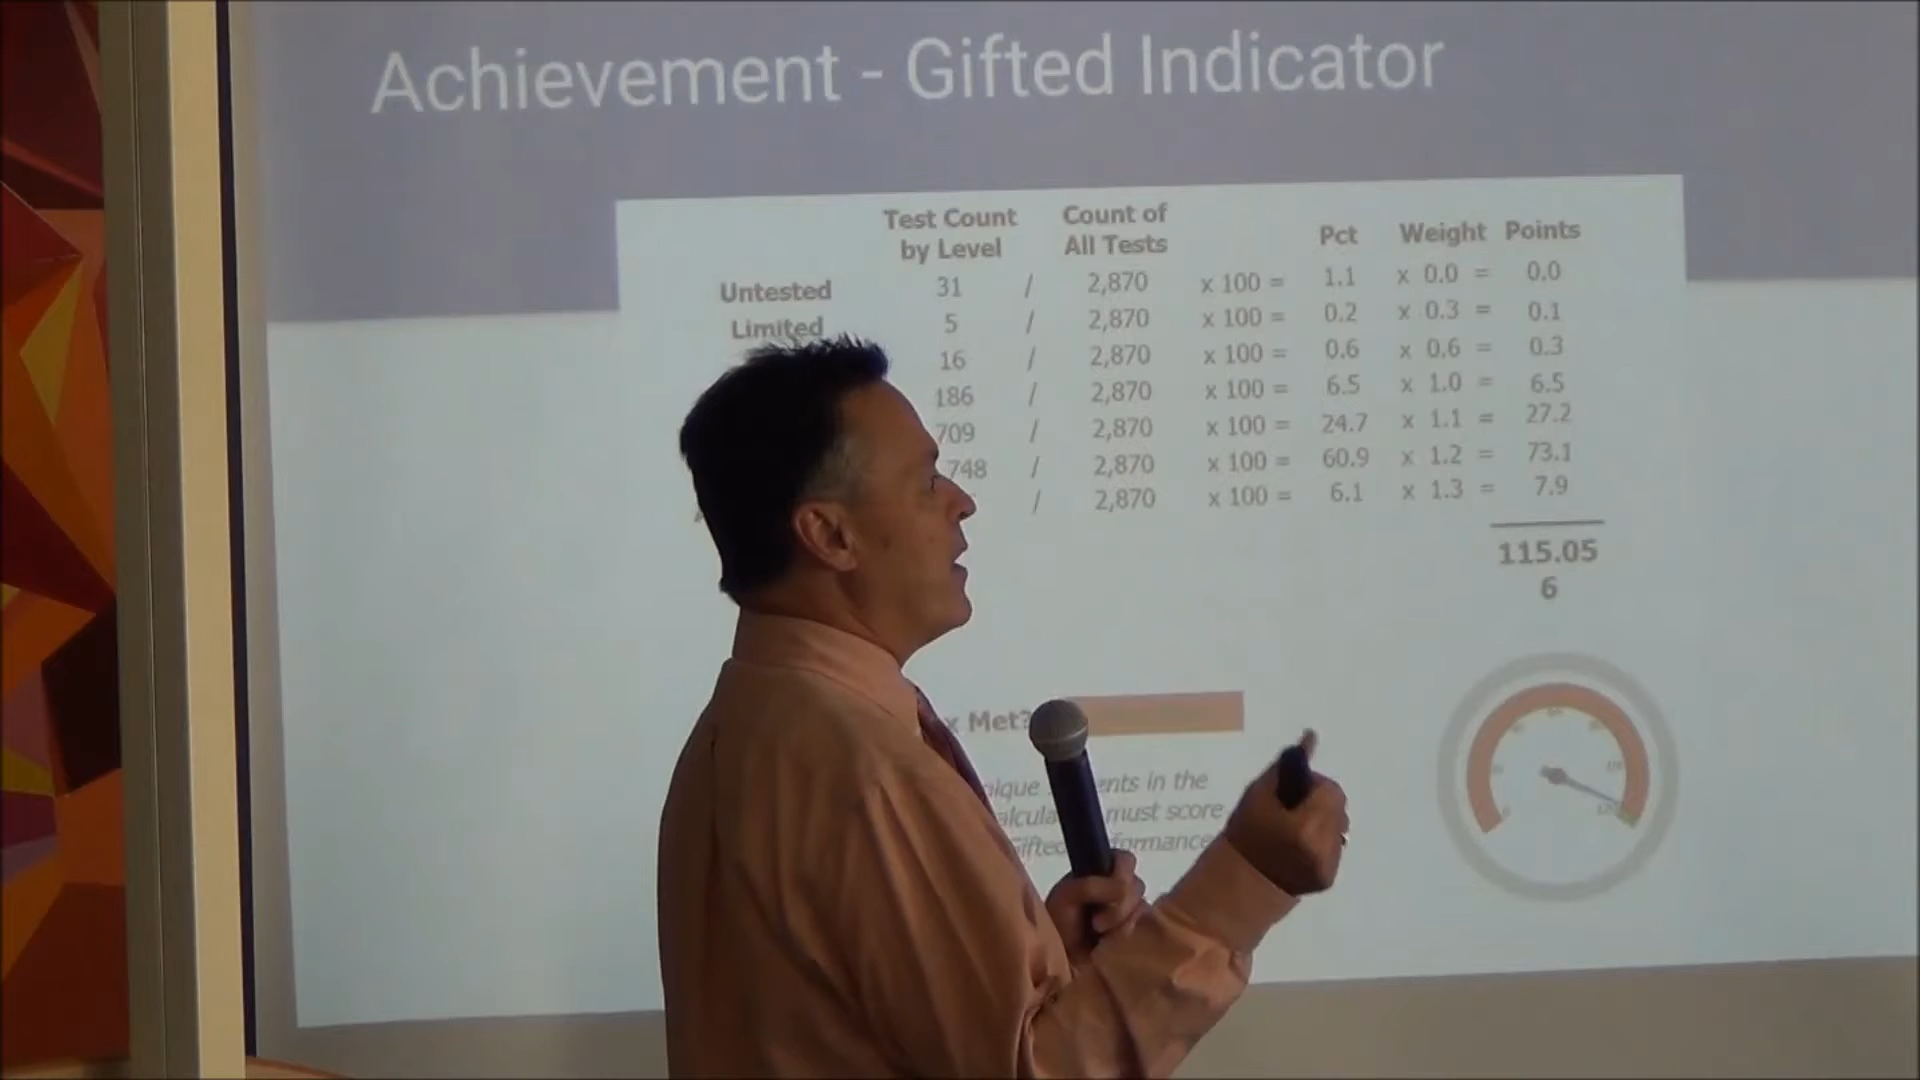 Achievement - Gifted Indicator
Test Count by Level Count of All Tests Pct Weight Points
Untested 31 / 2,870 x 100 = 1.1 x 0.0 = 0.0
Limited 5 / 2,870 x 100 = 0.2 x 0.3 = 0.1
16 / 2,870 x 100 = 0.6 x 0.6 = 0.3
186 / 2,870 x 100 = 6.5 x 1.0 = 6.5
709 / 2,870 x 100 = 24.7 x 1.1 = 27.2
748 / 2,870 x 100 = 60.9 x 1.2 = 73.1
/ 2,870 x 100 = 6.1 x 1.3 = 7.9
115.05
6
x Met?
in the
must score